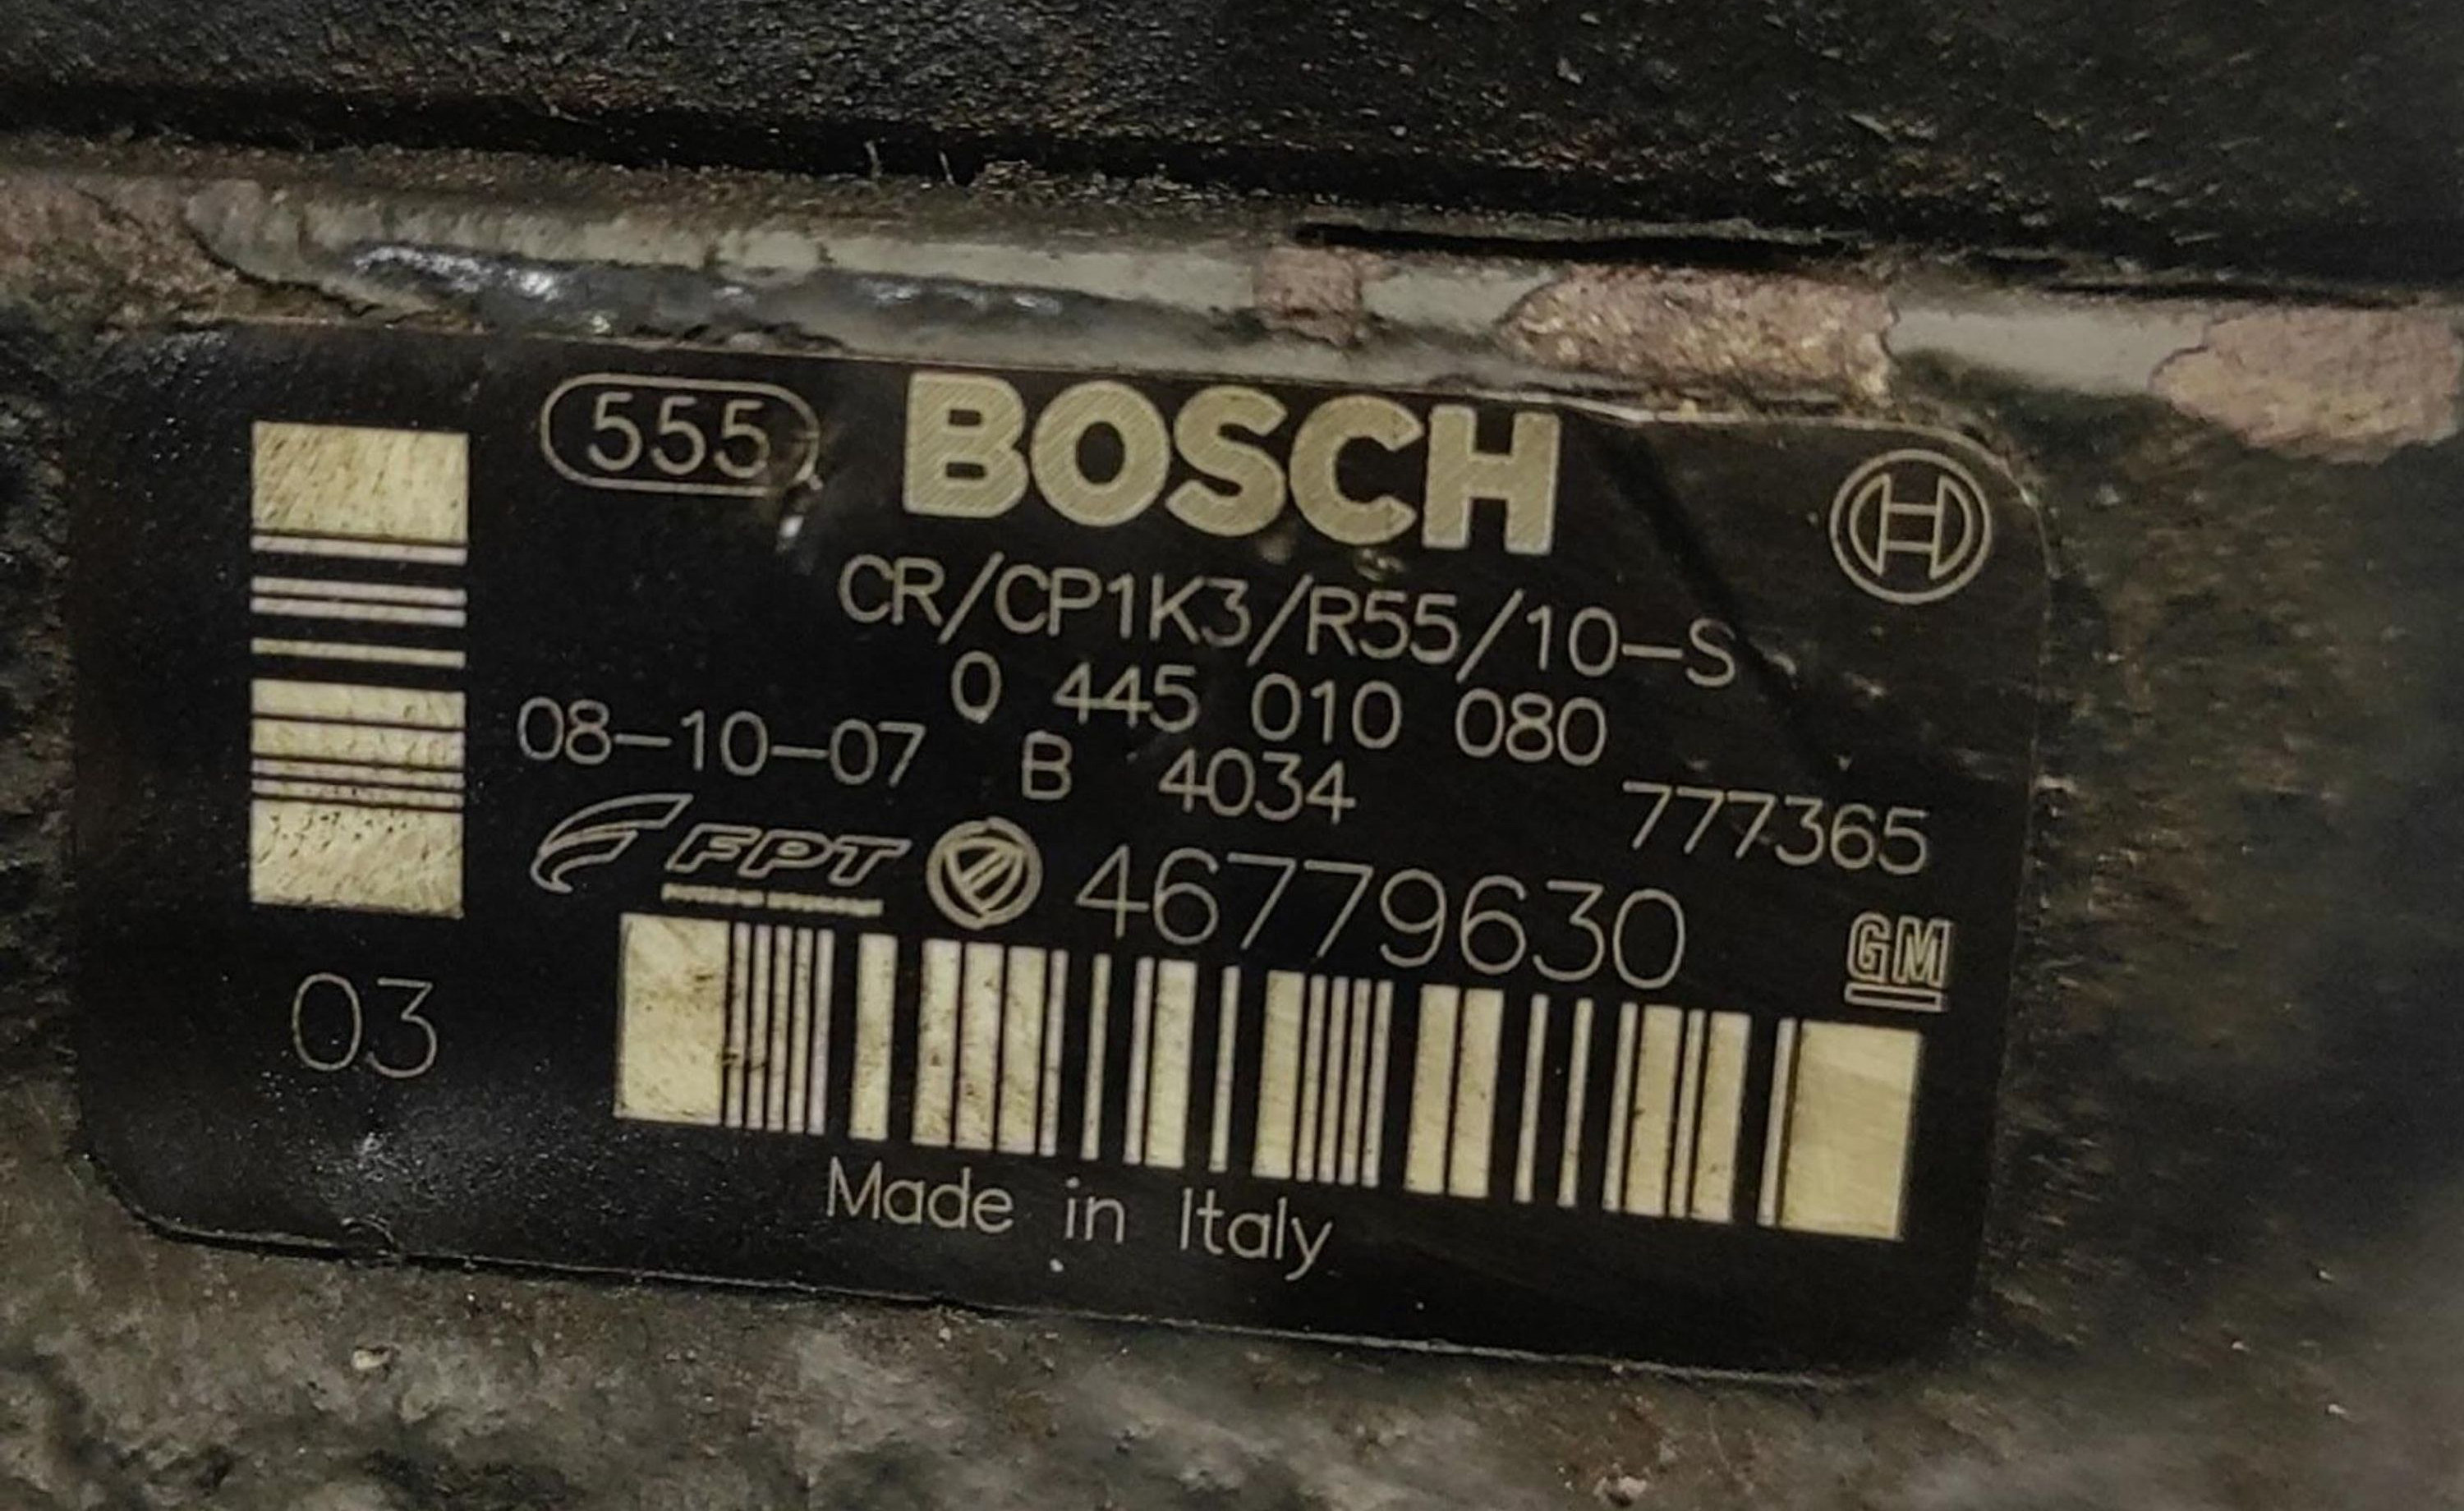 555 BOSCH
CR/CP1K3/R55/10-S
0 445 010 080
08-10-07 B 4034
777365
FPT 46779630
GM
03
Made in Italy